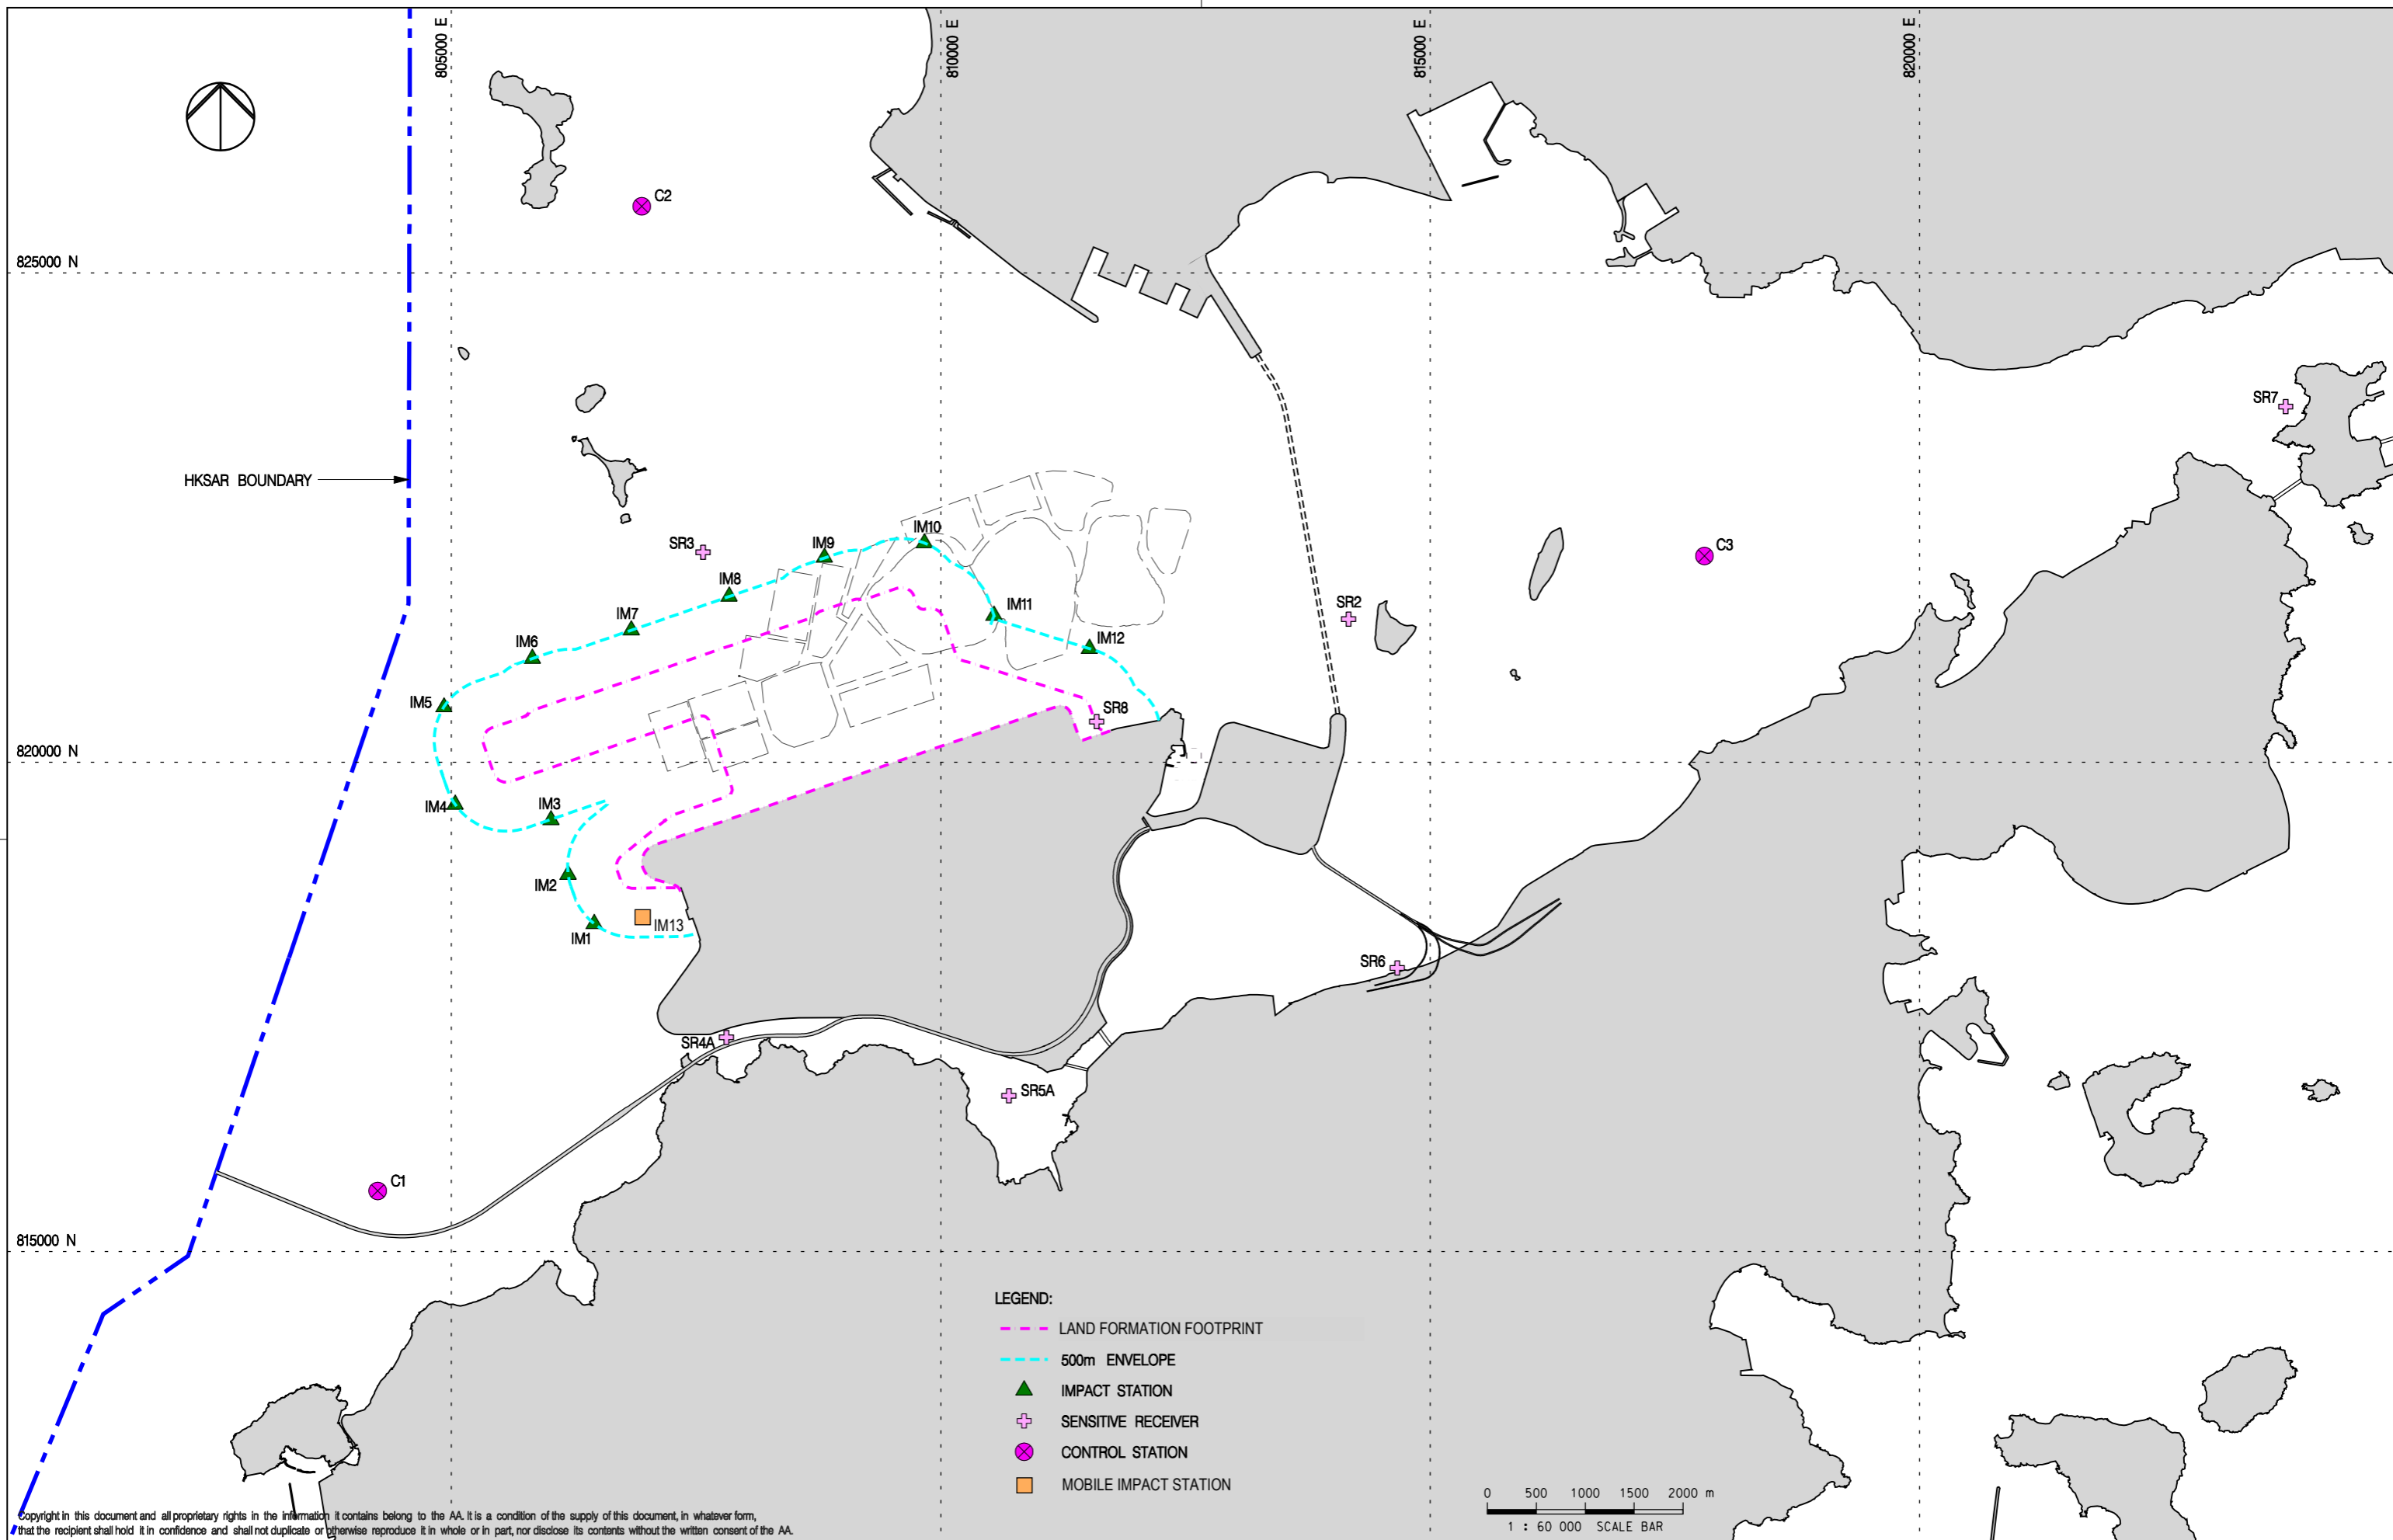 805000 E
810000 E
815000 E
820000 E
C2
825000 N
SR7
HKSAR BOUNDARY
IM10
SR3
IM9
C3
IM8
SR2
IM7
IM11
IM12
IM6
IM5
SR8
820000 N
IM4
IM3
IM2
IM13
IM1
SR6
SR4A
SR5A
C1
815000 N
LEGEND:
LAND FORMATION FOOTPRINT
500m ENVELOPE
IMPACT STATION
SENSITIVE RECEIVER
CONTROL STATION
MOBILE IMPACT STATION
0 500 1000 1500 2000 m
1 : 60 000 SCALE BAR
Copyright in this document and all proprietary rights in the information it contains belong to the AA. It is a condition of the supply of this document, in whatever form,
that the recipient shall hold it in confidence and shall not duplicate or otherwise reproduce it in whole or in part, nor disclose its contents without the written consent of the AA.